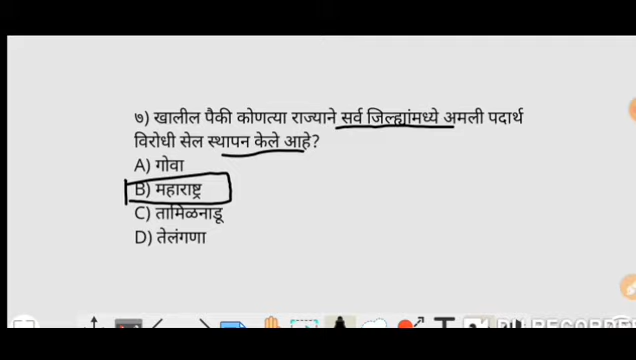 ७) खालील पैकी कोणत्या राज्याने सर्व जिल्ह्यांमध्ये अमली पदार्थ
विरोधी सेल स्थापन केले आहे?
A) गोवा
B) महाराष्ट्र
C) तामिळनाडू
D) तेलंगणा